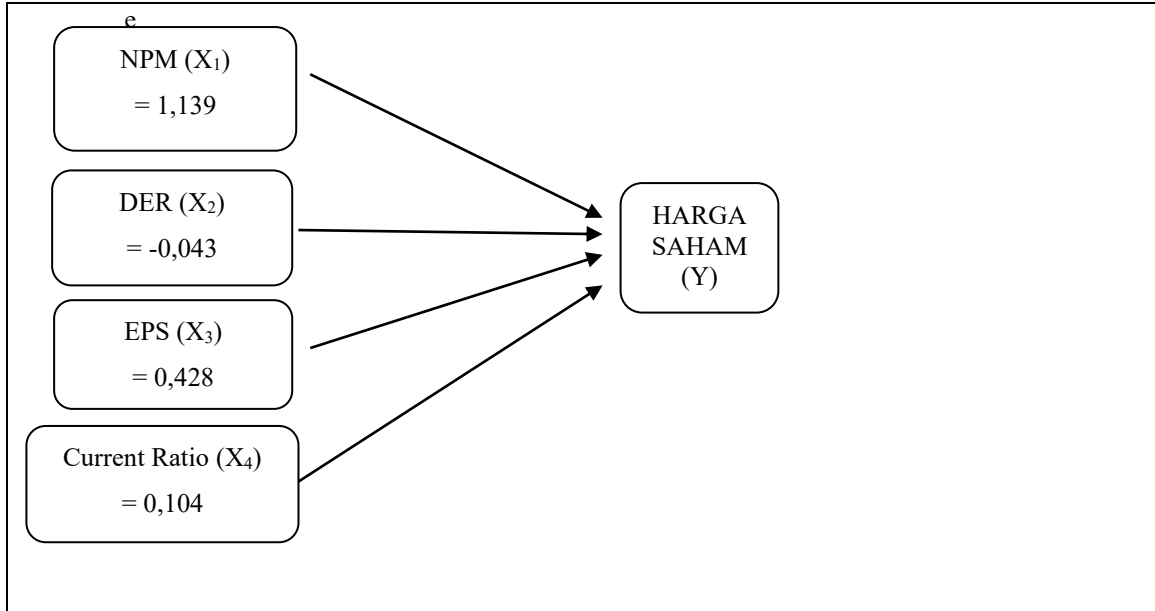 e
NPM (X₁)
= 1,139
DER (X₂)
= -0,043
EPS (X₃)
= 0,428
Current Ratio (X₄)
= 0,104
HARGA
SAHAM
(Y)